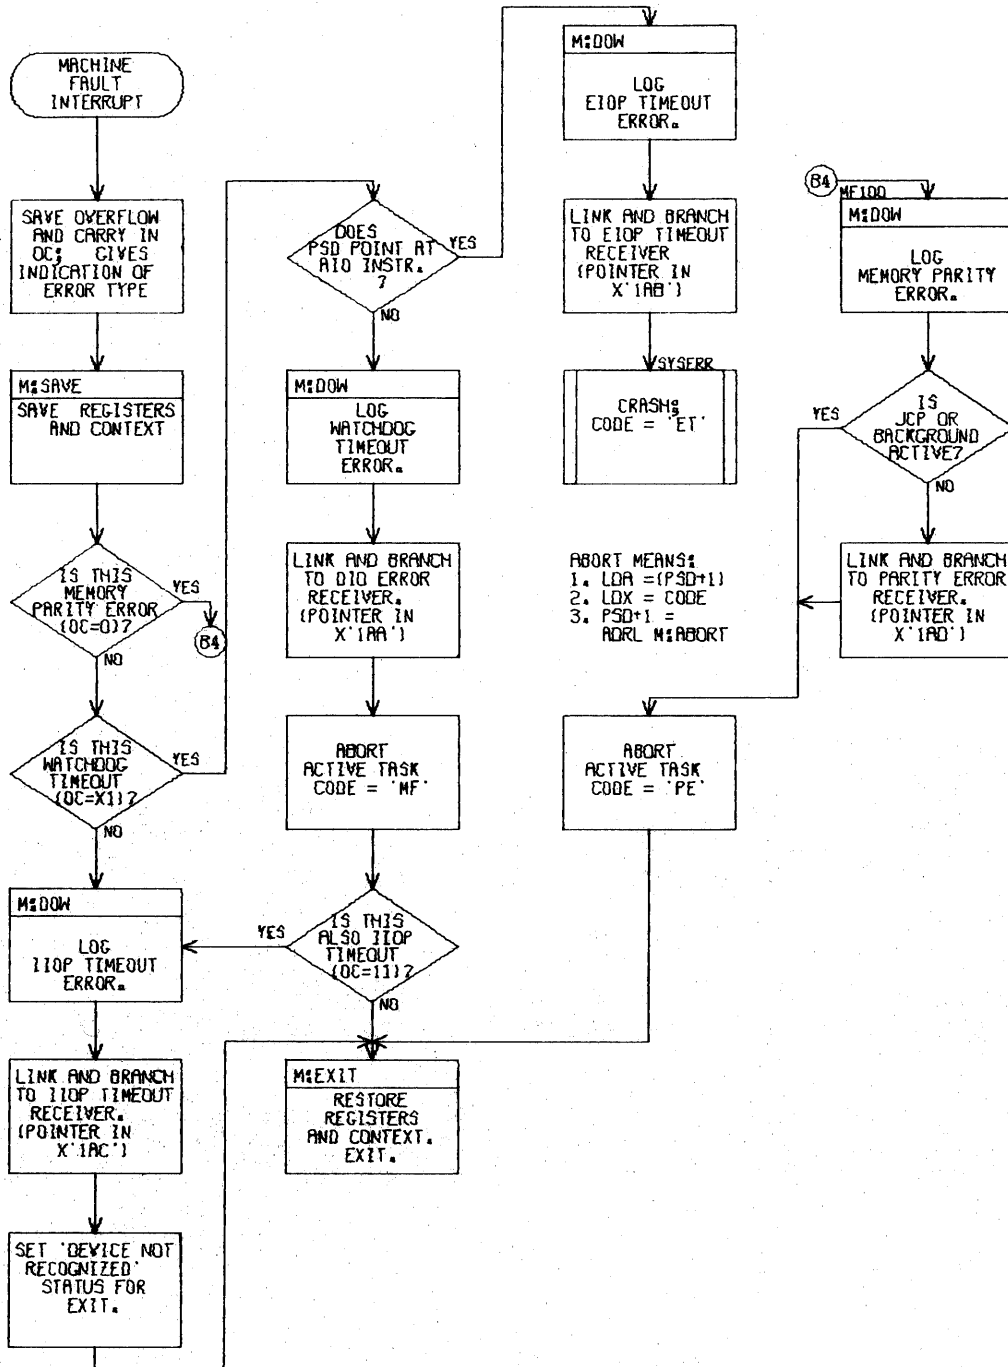 MACHINE
FAULT
INTERRUPT
SAVE OVERFLOW
AND CARRY IN
OC; GIVES
INDICATION OF
ERROR TYPE
M:SAVE
SAVE REGISTERS
AND CONTEXT
IS THIS
MEMORY
PARITY ERROR
(OC=0)?
YES
B4
NO
IS THIS
WATCHDOG
TIMEOUT
(OC=X1)?
YES
NO
M:DOW
LOG
IIOP TIMEOUT
ERROR.
LINK AND BRANCH
TO IIOP TIMEOUT
RECEIVER.
(POINTER IN
X'1AC')
SET 'DEVICE NOT
RECOGNIZED'
STATUS FOR
EXIT.
DOES
PSD POINT AT
AIO INSTR.
?
YES
NO
M:DOW
LOG
WATCHDOG
TIMEOUT
ERROR.
LINK AND BRANCH
TO DIO ERROR
RECEIVER.
(POINTER IN
X'1AA')
ABORT
ACTIVE TASK
CODE = 'MF'
IS THIS
ALSO IIOP
TIMEOUT
(OC=11)?
YES
NO
M:EXIT
RESTORE
REGISTERS
AND CONTEXT.
EXIT.
M:DOW
LOG
EIOP TIMEOUT
ERROR.
LINK AND BRANCH
TO EIOP TIMEOUT
RECEIVER
(POINTER IN
X'1AB')
SYSERR
CRASH;
CODE = 'ET'
ABORT MEANS:
1. LDA =(PSD+1)
2. LDX = CODE
3. PSD+1 =
ADRL M:ABORT
ABORT
ACTIVE TASK
CODE = 'PE'
B4
MF100
M:DOW
LOG
MEMORY PARITY
ERROR.
IS
JCP OR
BACKGROUND
ACTIVE?
YES
NO
LINK AND BRANCH
TO PARITY ERROR
RECEIVER.
(POINTER IN
X'1AD')